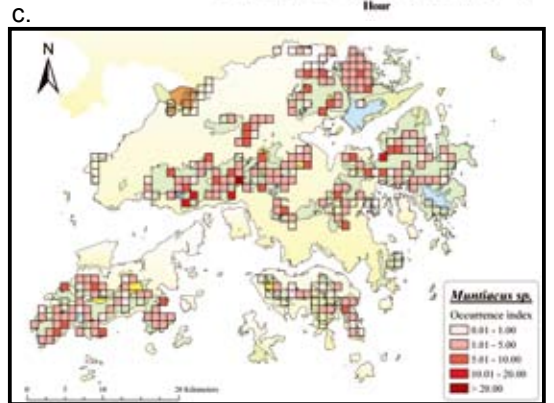 Hour
c.
N
Muntiacus sp.
Occurrence index
0.01 - 1.00
1.01 - 5.00
5.01 - 10.00
10.01 - 20.00
> 20.00
0 5 10 20 Kilometers